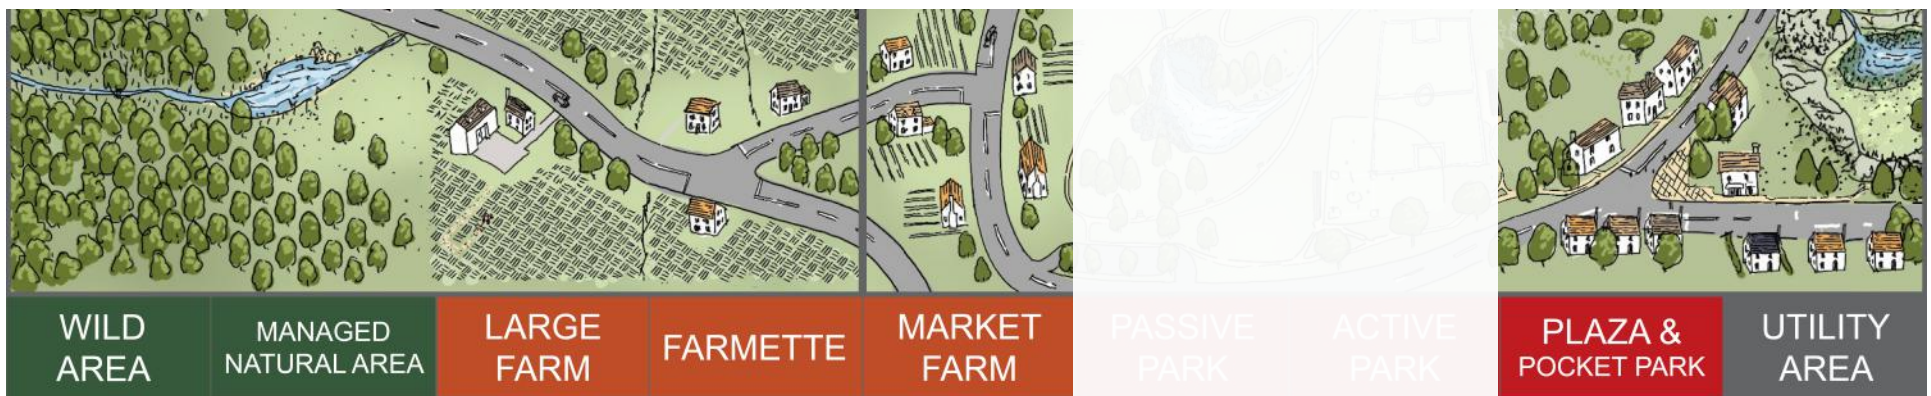 WILD
AREA
MANAGED
NATURAL AREA
LARGE
FARM
FARMETTE
MARKET
FARM
PASSIVE
PARK
ACTIVE
PARK
PLAZA &
POCKET PARK
UTILITY
AREA